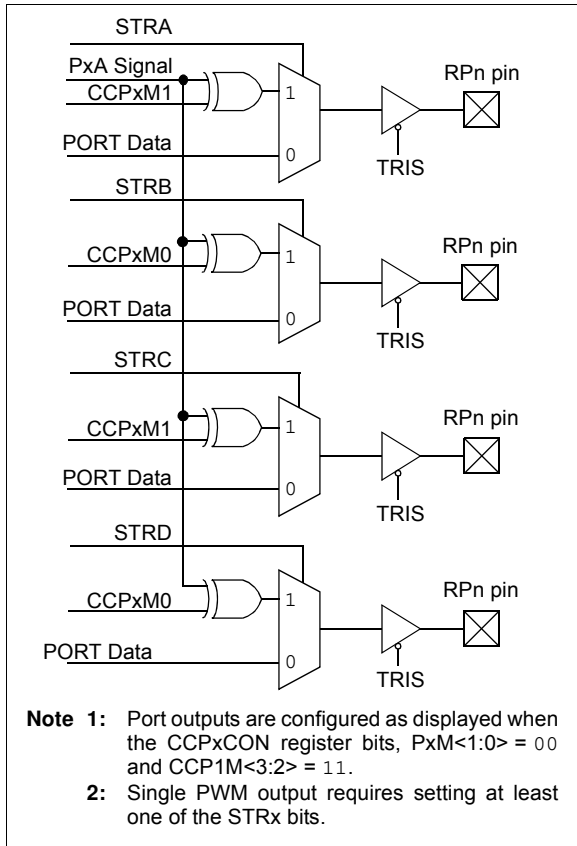 STRA
PxA Signal
CCPxM1
PORT Data
1
0
TRIS
RPn pin
STRB
CCPxM0
PORT Data
1
0
TRIS
RPn pin
STRC
CCPxM1
PORT Data
1
0
TRIS
RPn pin
STRD
CCPxM0
PORT Data
1
0
TRIS
RPn pin
Note 1: Port outputs are configured as displayed when
the CCPxCON register bits, PxM<1:0> = 00
and CCP1M<3:2> = 11.
2: Single PWM output requires setting at least
one of the STRx bits.